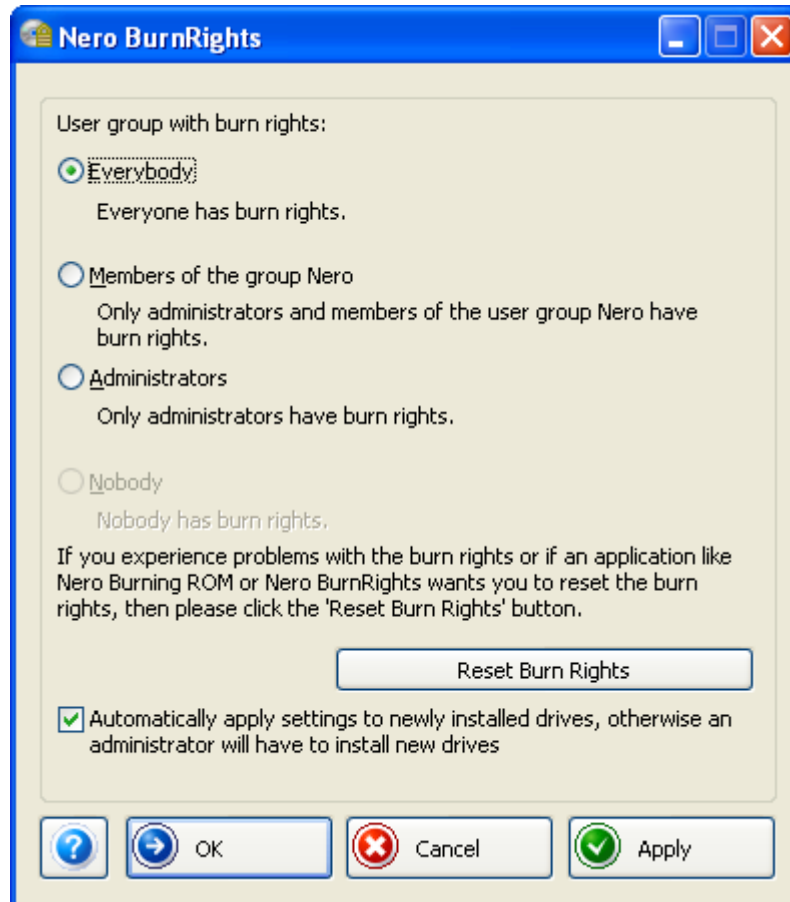 Nero BurnRights
User group with burn rights:
Everybody
Everyone has burn rights.
Members of the group Nero
Only administrators and members of the user group Nero have
burn rights.
Administrators
Only administrators have burn rights.
Nobody
Nobody has burn rights.
If you experience problems with the burn rights or if an application like
Nero Burning ROM or Nero BurnRights wants you to reset the burn
rights, then please click the 'Reset Burn Rights' button.
Reset Burn Rights
Automatically apply settings to newly installed drives, otherwise an
administrator will have to install new drives
? OK Cancel Apply